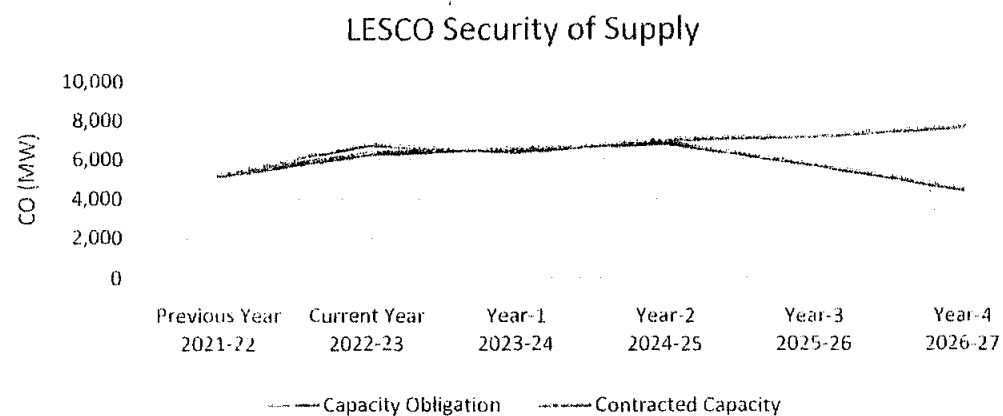 LESCO Security of Supply
10,000
8,000
6,000
4,000
2,000
0
CO (MW)
Previous Year Current Year Year-1 Year-2 Year-3 Year-4
2021-22 2022-23 2023-24 2024-25 2025-26 2026-27
Capacity Obligation Contracted Capacity